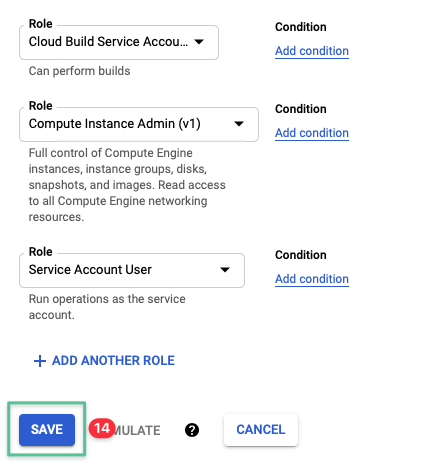 Role
Cloud Build Service Accou...
Condition
Add condition
Can perform builds
Role
Compute Instance Admin (v1)
Condition
Add condition
Full control of Compute Engine
instances, instance groups, disks,
snapshots, and images. Read access
to all Compute Engine networking
resources.
Role
Service Account User
Condition
Add condition
Run operations as the service
account.
+ ADD ANOTHER ROLE
SAVE 14 MULATE ? CANCEL